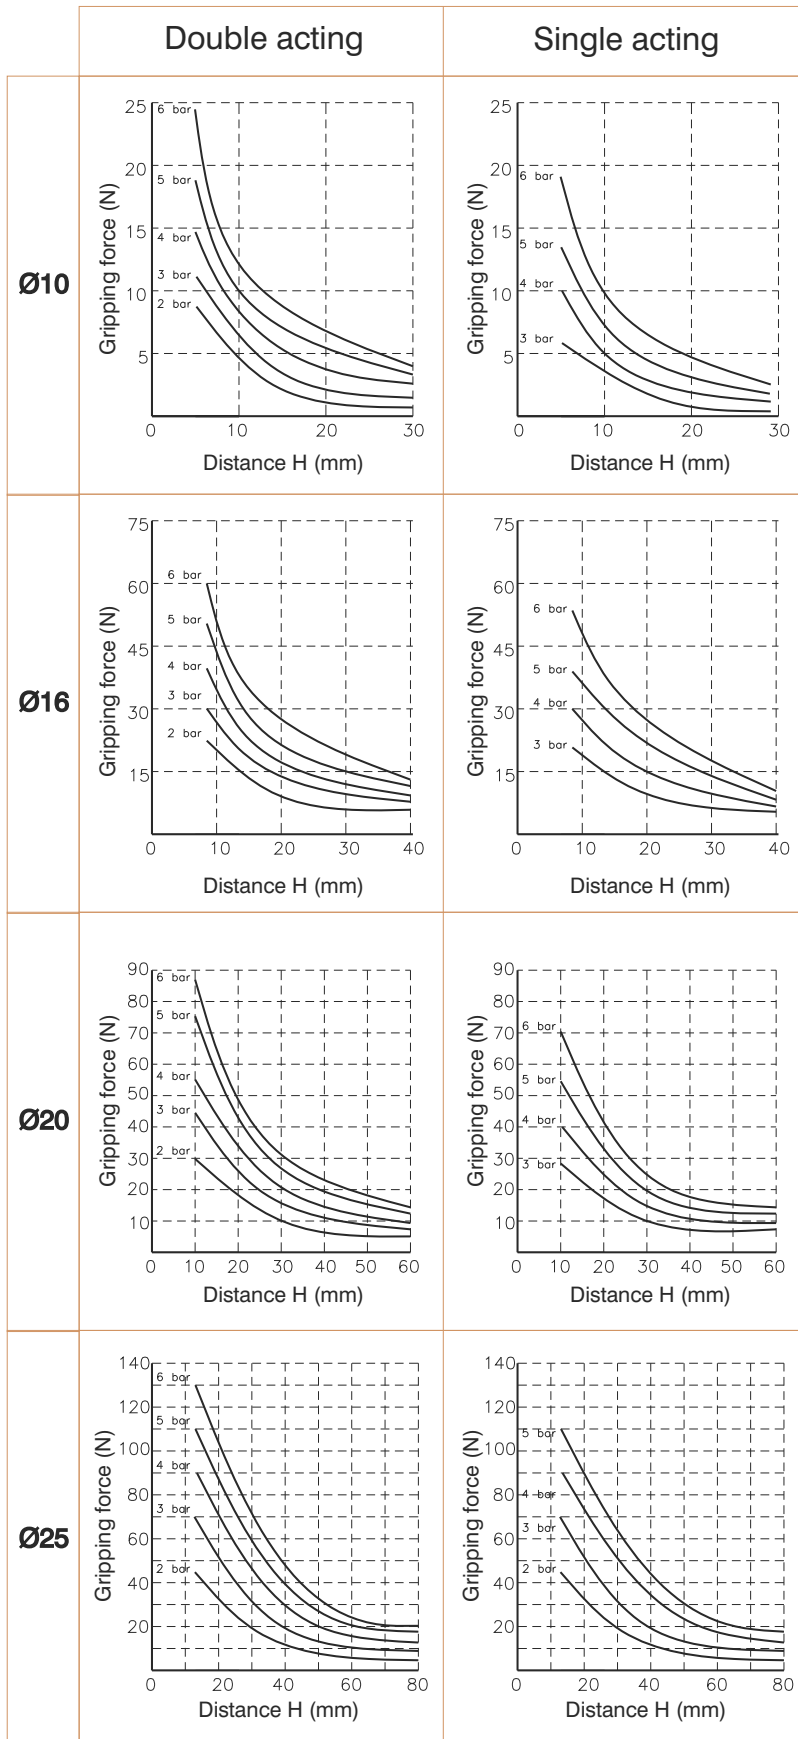 Double acting
Single acting
Ø10
Gripping force (N)
25
20
15
10
5
6 bar
5 bar
4 bar
3 bar
2 bar
0 10 20 30
Distance H (mm)
Gripping force (N)
25
20
15
10
5
6 bar
5 bar
4 bar
3 bar
0 10 20 30
Distance H (mm)
Ø16
Gripping force (N)
75
60
45
30
15
6 bar
5 bar
4 bar
3 bar
2 bar
0 10 20 30 40
Distance H (mm)
Gripping force (N)
75
60
45
30
15
6 bar
5 bar
4 bar
3 bar
0 10 20 30 40
Distance H (mm)
Ø20
Gripping force (N)
90
80
70
60
50
40
30
20
10
6 bar
5 bar
4 bar
3 bar
2 bar
0 10 20 30 40 50 60
Distance H (mm)
Gripping force (N)
90
80
70
60
50
40
30
20
10
6 bar
5 bar
4 bar
3 bar
0 10 20 30 40 50 60
Distance H (mm)
Ø25
Gripping force (N)
140
120
100
80
60
40
20
6 bar
5 bar
4 bar
3 bar
2 bar
0 20 40 60 80
Distance H (mm)
Gripping force (N)
140
120
100
80
60
40
20
5 bar
4 bar
3 bar
2 bar
0 20 40 60 80
Distance H (mm)